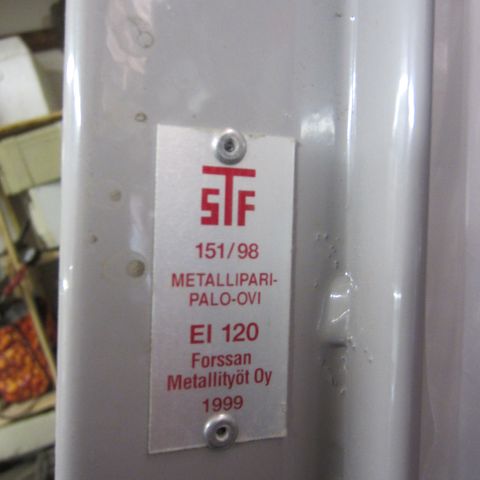 STF
151/98
METALLIPARI-
PALO-OVI
EI 120
Forssan
Metallityöt Oy
1999